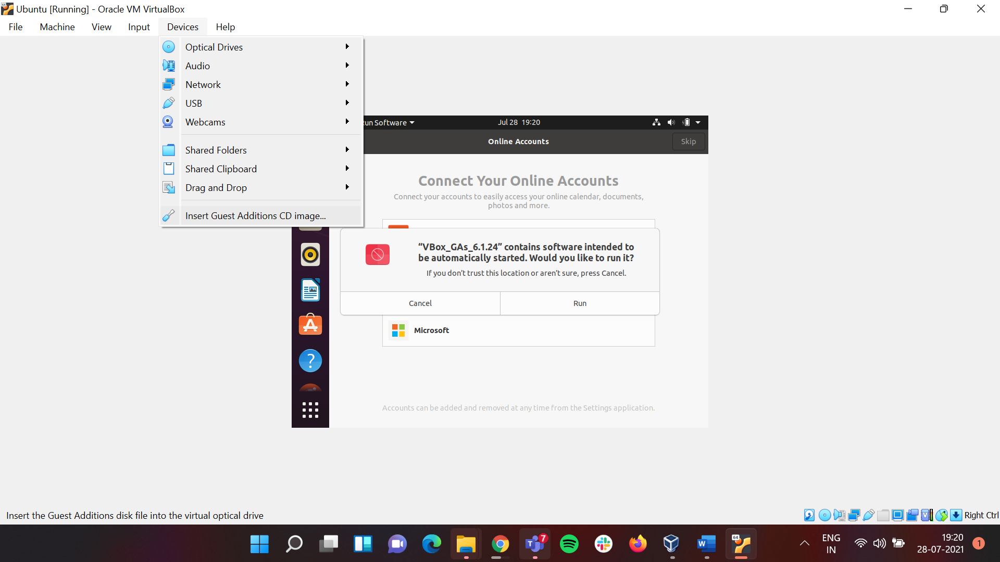 Ubuntu [Running] - Oracle VM VirtualBox
File Machine View Input Devices Help
Optical Drives
Audio
Network
USB
Webcams
Shared Folders
Shared Clipboard
Drag and Drop
Insert Guest Additions CD image...
un Software
Jul 28 19:20
Online Accounts
Skip
Connect Your Online Accounts
Connect your accounts to easily access your online calendar, documents,
photos and more.
“VBox_GAs_6.1.24” contains software intended to
be automatically started. Would you like to run it?
If you don’t trust this location or aren’t sure, press Cancel.
Cancel
Run
Microsoft
Accounts can be added and removed at any time from the Settings application.
Insert the Guest Additions disk file into the virtual optical drive
Right Ctrl
7
64
ENG
IN
19:20
28-07-2021
1